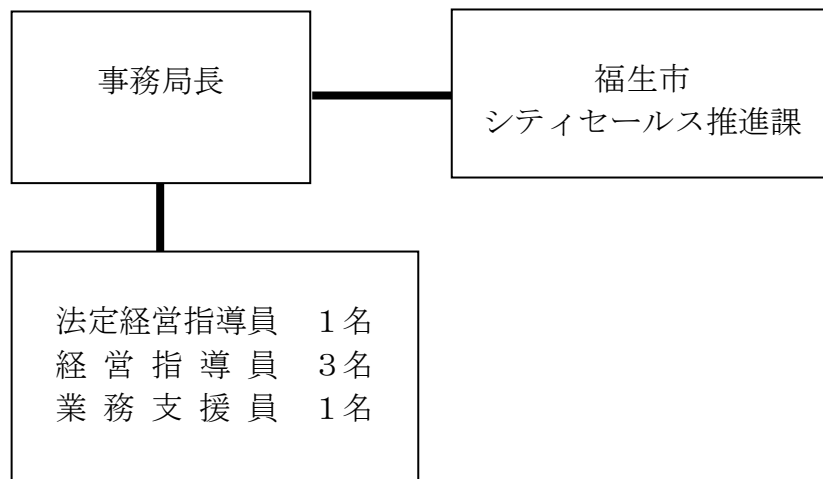 事務局長
福生市
シティセールス推進課
法定経営指導員　１名
経 営 指 導 員　３名
業 務 支 援 員　１名